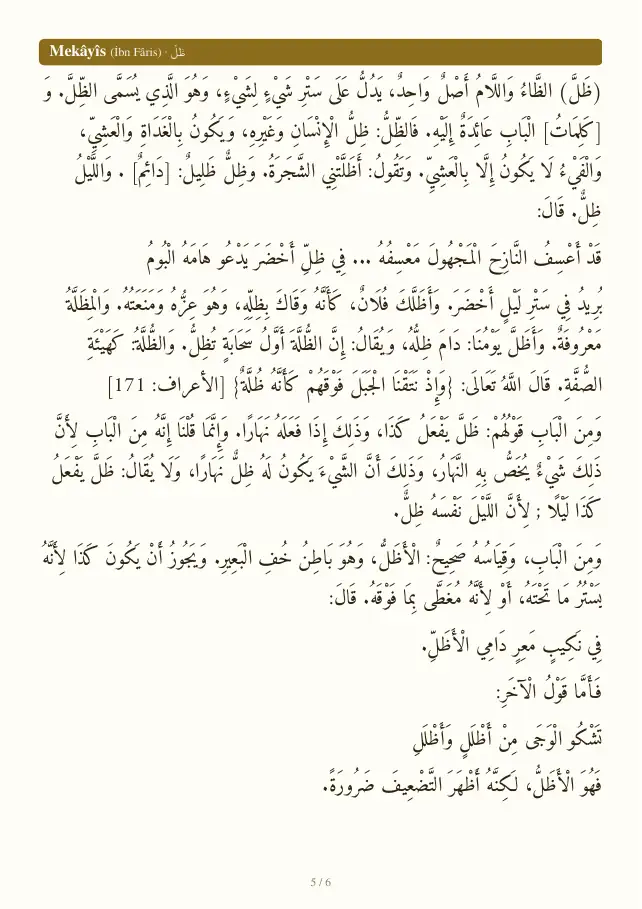 Mekâyîs (İbn Fâris) · ظَلَّ
(ظَلَّ) الظَّاءُ وَاللَّامُ أَصْلٌ وَاحِدٌ، يَدُلُّ عَلَى سَتْرِ شَيْءٍ لِشَيْءٍ، وَهُوَ الَّذِي يُسَمَّى الظِّلَّ. وَ
[كَلِمَاتُ] الْبَابِ عَائِدَةٌ إِلَيْهِ. فَالظِّلُّ: ظِلُّ الْإِنْسَانِ وَغَيْرِهِ، وَيَكُونُ بِالْغَدَاةِ وَالْعَشِيِّ،
وَالْفَيْءُ لَا يَكُونُ إِلَّا بِالْعَشِيِّ. وَتَقُولُ: أَظَلَّتْنِي الشَّجَرَةُ. وَظِلٌّ ظَلِيلٌ: [دَائِمٌ] . وَاللَّيْلُ
ظِلٌّ. قَالَ:
قَدْ أَعْسِفُ النَّازِحَ الْمَجْهُولَ مَعْسِفُهُ ... فِي ظِلِّ أَخْضَرَ يَدْعُو هَامَهُ الْبُومُ
يُرِيدُ فِي سَتْرِ لَيْلٍ أَخْضَرَ. وَأَظَلَّكَ فُلَانٌ، كَأَنَّهُ وَقَاكَ بِظِلِّهِ، وَهُوَ عِزُّهُ وَمَنَعَتُهُ. وَالْمِظَلَّةُ
مَعْرُوفَةٌ. وَأَظَلَّ يَوْمُنَا: دَامَ ظِلُّهُ، وَيُقَالُ: إِنَّ الظُّلَّةَ أَوَّلُ سَحَابَةٍ تُظِلُّ. وَالظُّلَّةُ: كَهَيْئَةِ
الصُّفَّةِ. قَالَ اللَّهُ تَعَالَى: {وَإِذْ نَتَقْنَا الْجَبَلَ فَوْقَهُمْ كَأَنَّهُ ظُلَّةٌ} [الأعراف: 171]
وَمِنَ الْبَابِ قَوْلُهُمْ: ظَلَّ يَفْعَلُ كَذَا، وَذَلِكَ إِذَا فَعَلَهُ نَهَارًا. وَإِنَّمَا قُلْنَا إِنَّهُ مِنَ الْبَابِ لِأَنَّ
ذَلِكَ شَيْءٌ يُخَصُّ بِهِ النَّهَارُ، وَذَلِكَ أَنَّ الشَّيْءَ يَكُونُ لَهُ ظِلٌّ نَهَارًا، وَلَا يُقَالُ: ظَلَّ يَفْعَلُ
كَذَا لَيْلًا ; لِأَنَّ اللَّيْلَ نَفْسَهُ ظِلٌّ.
وَمِنَ الْبَابِ، وَقِيَاسُهُ صَحِيحٌ: الْأَظَلُّ، وَهُوَ بَاطِنُ خُفِ الْبَعِيرِ. وَيَجُوزُ أَنْ يَكُونَ كَذَا لِأَنَّهُ
يَسْتُرُ مَا تَحْتَهُ، أَوْ لِأَنَّهُ مُغَطًّى بِمَا فَوْقَهُ. قَالَ:
فِي نَكِيبٍ مَعِرٍ دَامِي الْأَظَلِّ.
فَأَمَّا قَوْلُ الْآخَرِ:
تَشْكُو الْوَجَى مِنْ أَظْلَلٍ وَأَظْلَلِ
فَهُوَ الْأَظَلُّ، لَكِنَّهُ أَظْهَرَ التَّضْعِيفَ ضَرُورَةً.
5 / 6